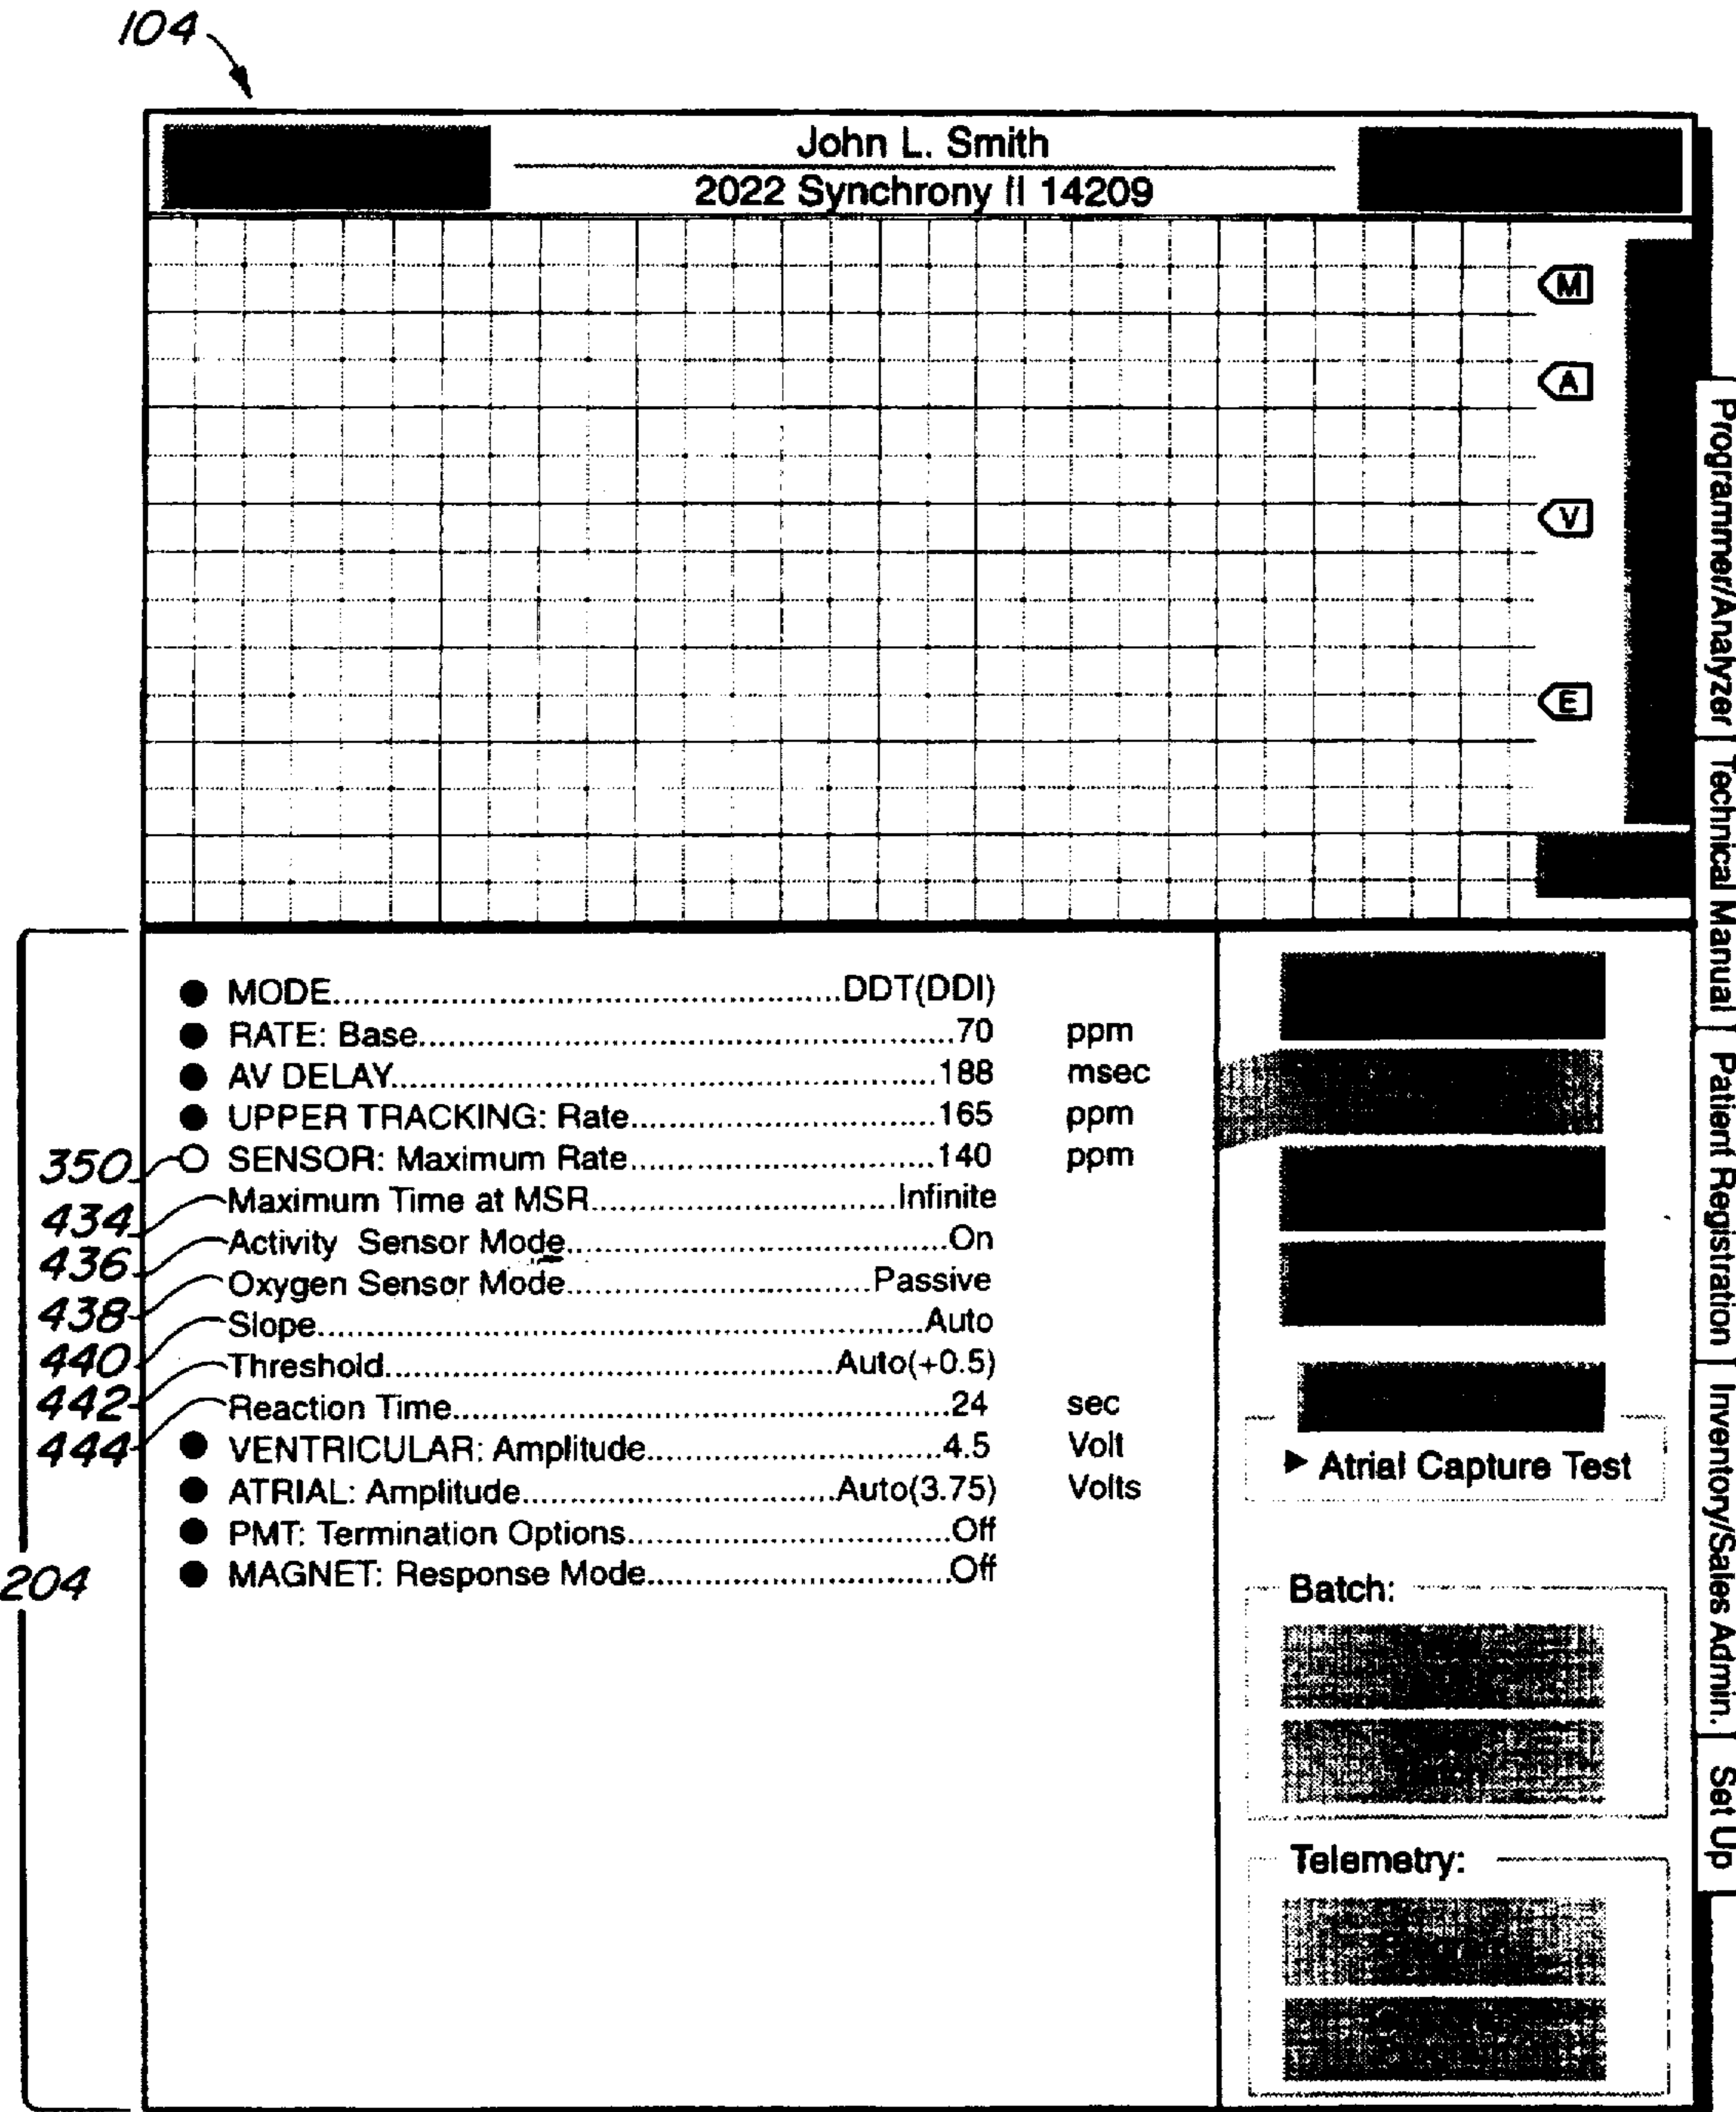 104
John L. Smith
2022 Synchrony II 14209
M
A
V
E
Programmer/Analyzer
Technical Manual
Patient Registration
Inventory/Sales Admin.
Set Up
204
● MODE..............................................DDT(DDI)
● RATE: Base..................................................70 ppm
● AV DELAY..................................................188 msec
● UPPER TRACKING: Rate............................165 ppm
350 ○ SENSOR: Maximum Rate............................140 ppm
434 Maximum Time at MSR............................Infinite
436 Activity Sensor Mode...................................On
438 Oxygen Sensor Mode............................Passive
440 Slope........................................................Auto
442 Threshold..........................................Auto(+0.5)
444 Reaction Time..............................................24 sec
● VENTRICULAR: Amplitude...........................4.5 Volt
● ATRIAL: Amplitude.............................Auto(3.75) Volts
● PMT: Termination Options..............................Off
● MAGNET: Response Mode............................Off
▶ Atrial Capture Test
Batch:
Telemetry: